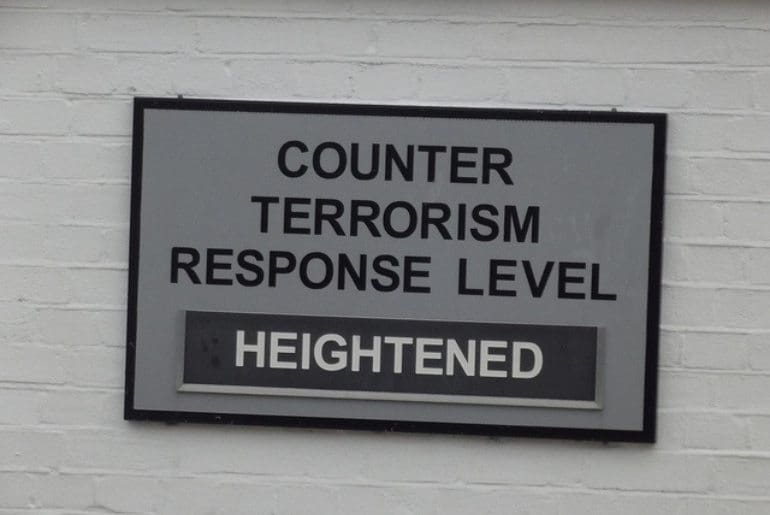 COUNTER
TERRORISM
RESPONSE LEVEL
HEIGHTENED